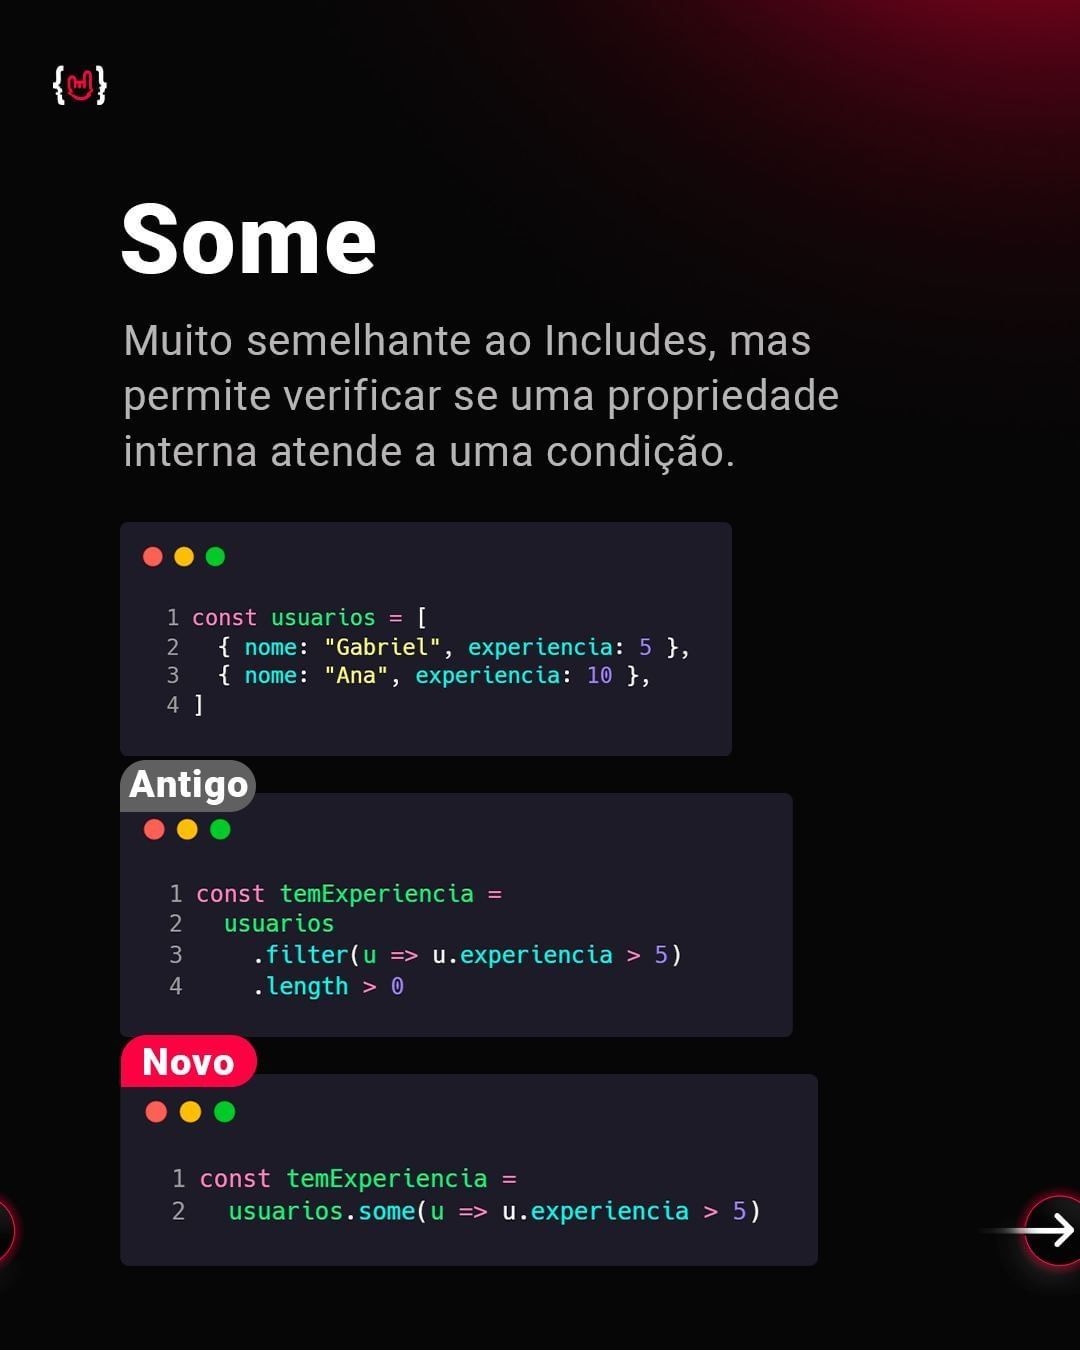 Some
Muito semelhante ao Includes, mas
permite verificar se uma propriedade
interna atende a uma condição.
1 const usuarios = [
2   { nome: "Gabriel", experiencia: 5 },
3   { nome: "Ana", experiencia: 10 },
4 ]
Antigo
1 const temExperiencia =
2   usuarios
3     .filter(u => u.experiencia > 5)
4     .length > 0
Novo
1 const temExperiencia =
2   usuarios.some(u => u.experiencia > 5)